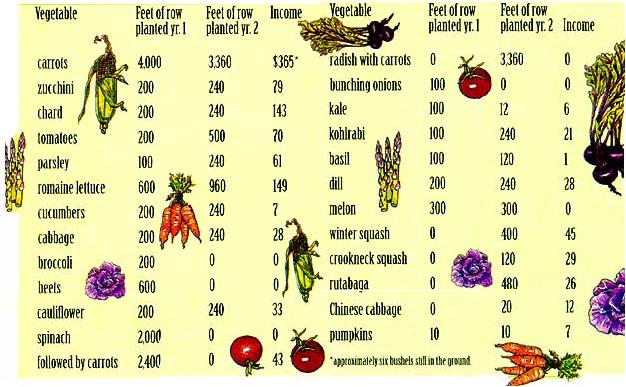 Vegetable Feet of row planted yr. 1 Feet of row planted yr. 2 Income
carrots 4,000 3,360 $365*
zucchini 200 240 79
chard 200 240 143
tomatoes 200 500 70
parsley 100 240 61
romaine lettuce 600 960 149
cucumbers 200 240 7
cabbage 200 240 28
broccoli 200 0 0
beets 600 0 0
cauliflower 200 240 33
spinach 2,000 0 0
followed by carrots 2,400 0 43
Vegetable Feet of row planted yr. 1 Feet of row planted yr. 2 Income
radish with carrots 0 3,360 0
bunching onions 100 0 0
kale 100 12 6
kohlrabi 100 240 21
basil 100 120 1
dill 200 240 28
melon 300 300 0
winter squash 0 400 45
crookneck squash 0 120 29
rutabaga 0 480 26
Chinese cabbage 0 20 12
pumpkins 10 10 7
*approximately six bushels still in the ground.